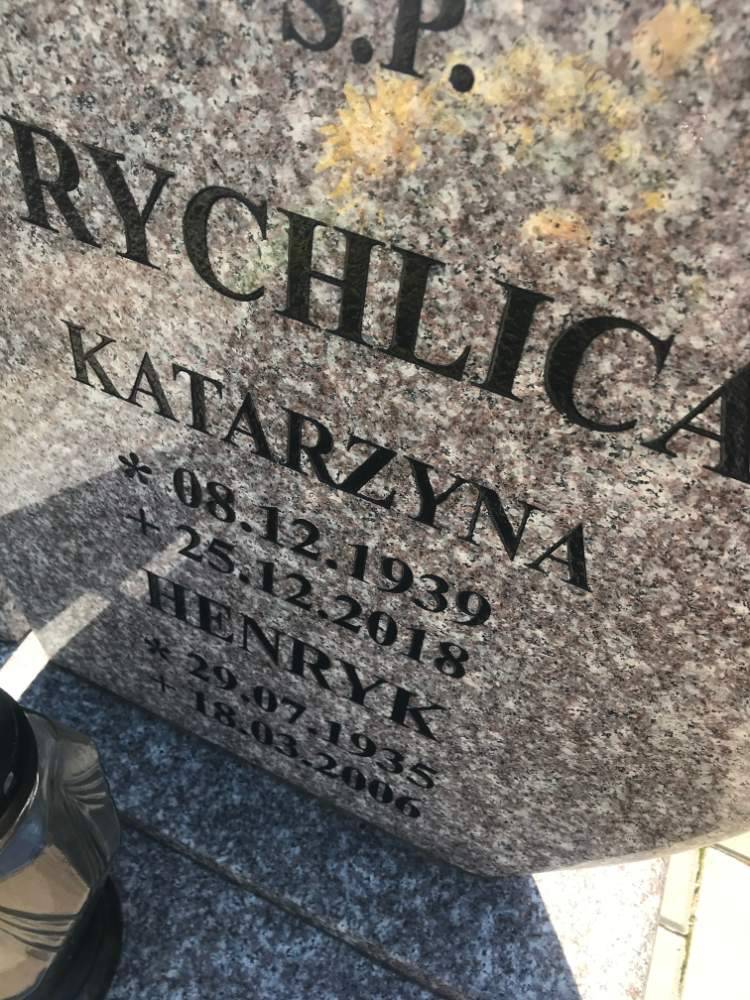 Ś.P.
RYCHLICA
KATARZYNA
* 08.12.1939
+ 25.12.2018
HENRYK
* 29.07.1935
+ 18.03.2006